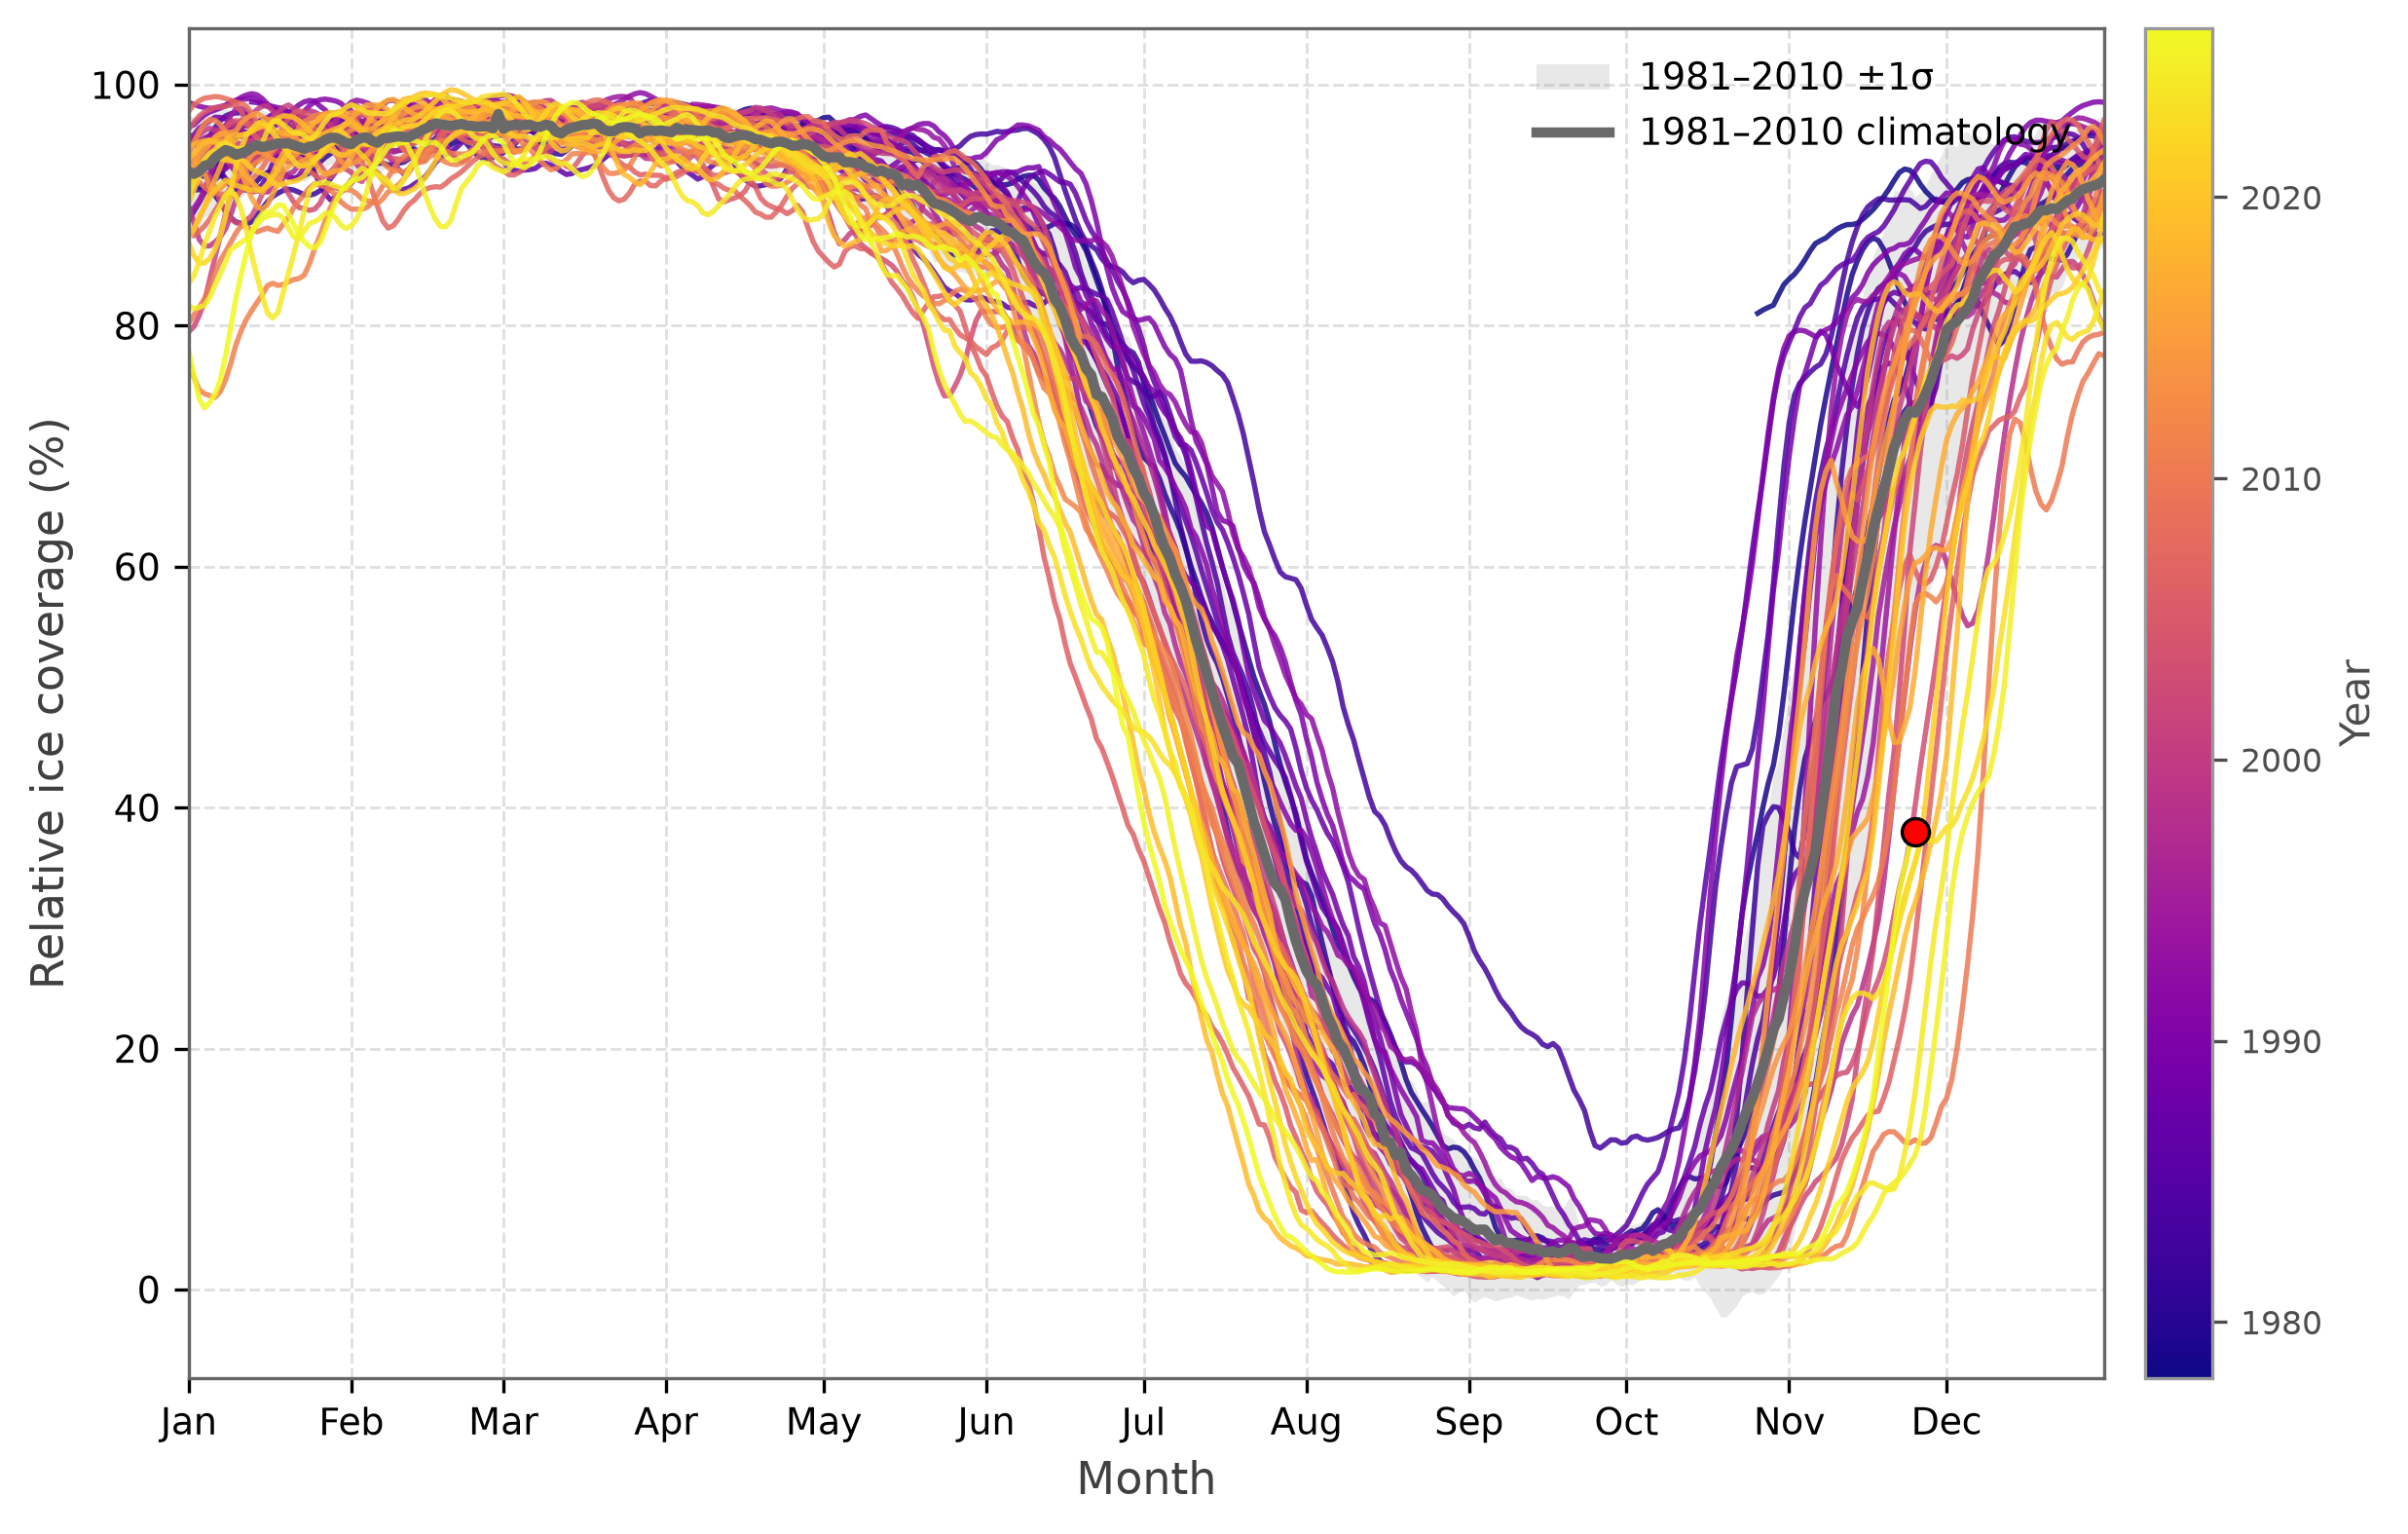 1981–2010 ±1σ
1981–2010 climatology
Relative ice coverage (%)
100
80
60
40
20
0
Jan Feb Mar Apr May Jun Jul Aug Sep Oct Nov Dec
Month
2020
2010
2000
1990
1980
Year